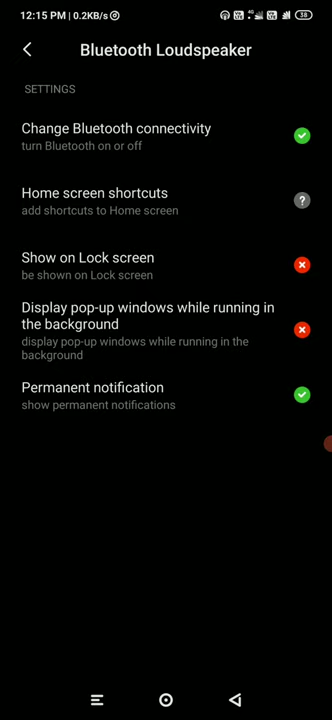 12:15 PM | 0.2KB/s
4G
38
Bluetooth Loudspeaker
SETTINGS
Change Bluetooth connectivity
turn Bluetooth on or off
Home screen shortcuts
add shortcuts to Home screen
?
Show on Lock screen
be shown on Lock screen
Display pop-up windows while running in
the background
display pop-up windows while running in the
background
Permanent notification
show permanent notifications